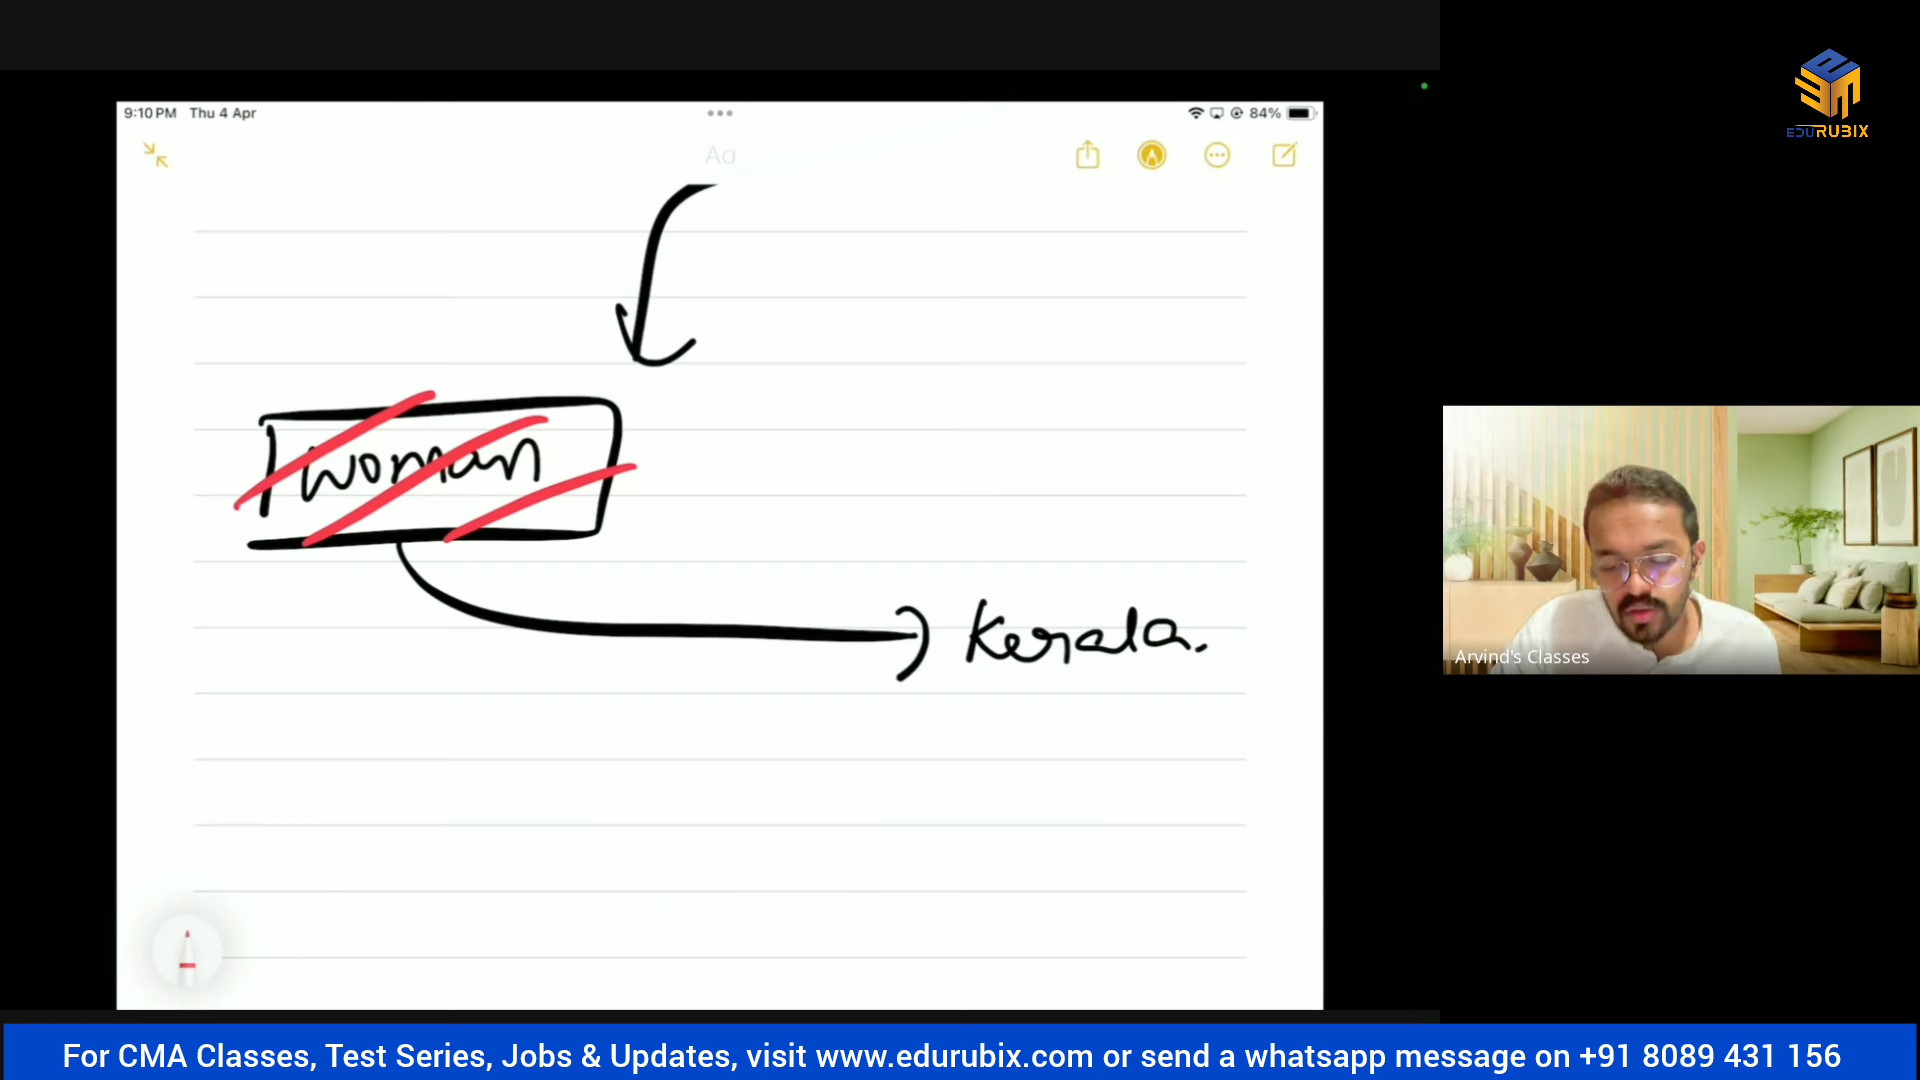 9:10 PM Thu 4 Apr
84%
Aa
EDURUBIX
1 woman
Kerala.
Arvind's Classes
For CMA Classes, Test Series, Jobs & Updates, visit www.edurubix.com or send a whatsapp message on +91 8089 431 156